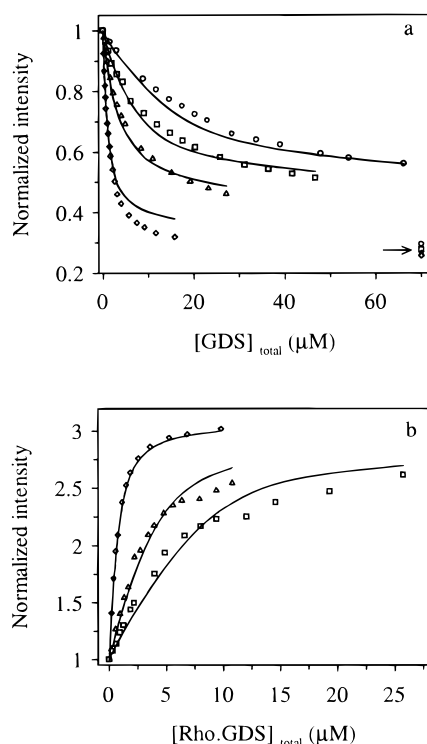 a
1
0.8
0.6
0.4
0.2
Normalized intensity
0 20 40 60
[GDS] total (μM)
b
3
2.5
2
1.5
1
Normalized intensity
0 5 10 15 20 25
[Rho.GDS] total (μM)